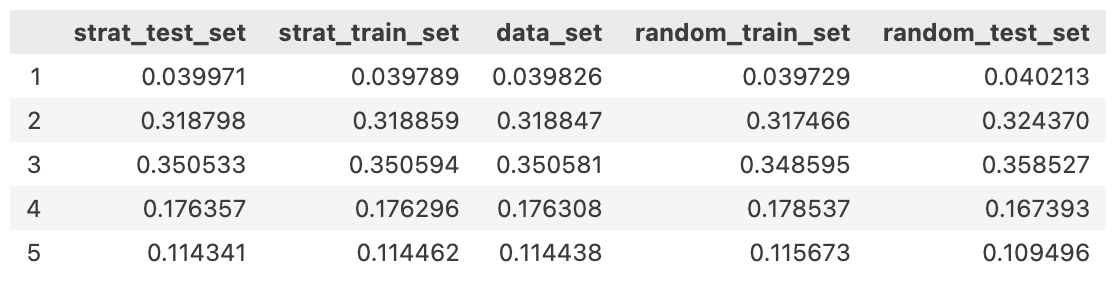 strat_test_set strat_train_set data_set random_train_set random_test_set
1 0.039971 0.039789 0.039826 0.039729 0.040213
2 0.318798 0.318859 0.318847 0.317466 0.324370
3 0.350533 0.350594 0.350581 0.348595 0.358527
4 0.176357 0.176296 0.176308 0.178537 0.167393
5 0.114341 0.114462 0.114438 0.115673 0.109496